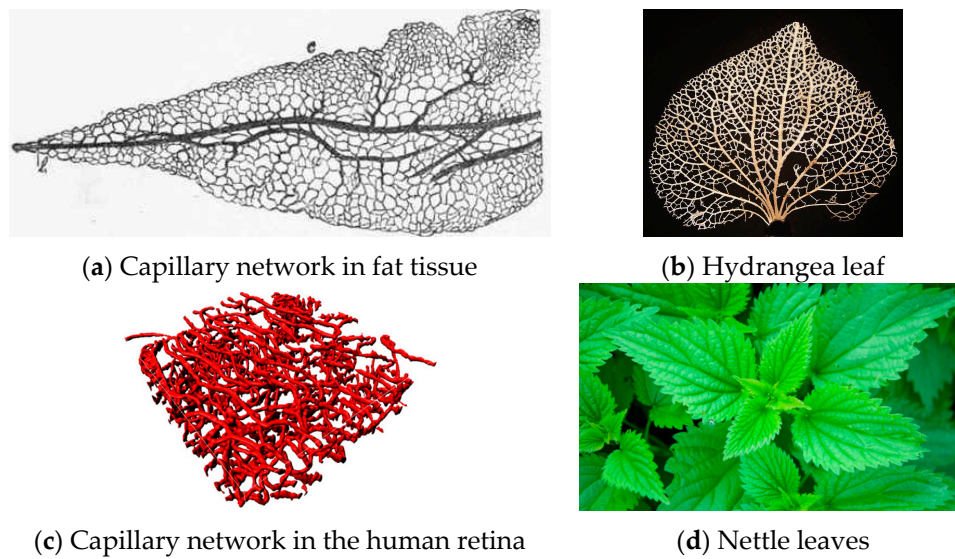 e
(a) Capillary network in fat tissue
(b) Hydrangea leaf
(c) Capillary network in the human retina
(d) Nettle leaves